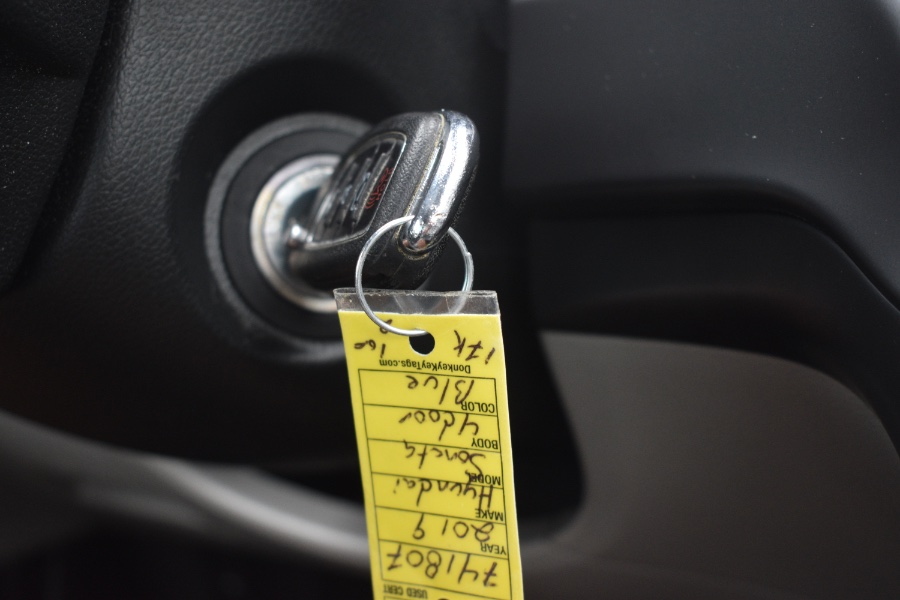 USED CERT
741807
YEAR
2019
MAKE
Hyundai
MODEL
Sonata
BODY
4door
COLOR
Blue
DonkeyKeyTags.com
17k